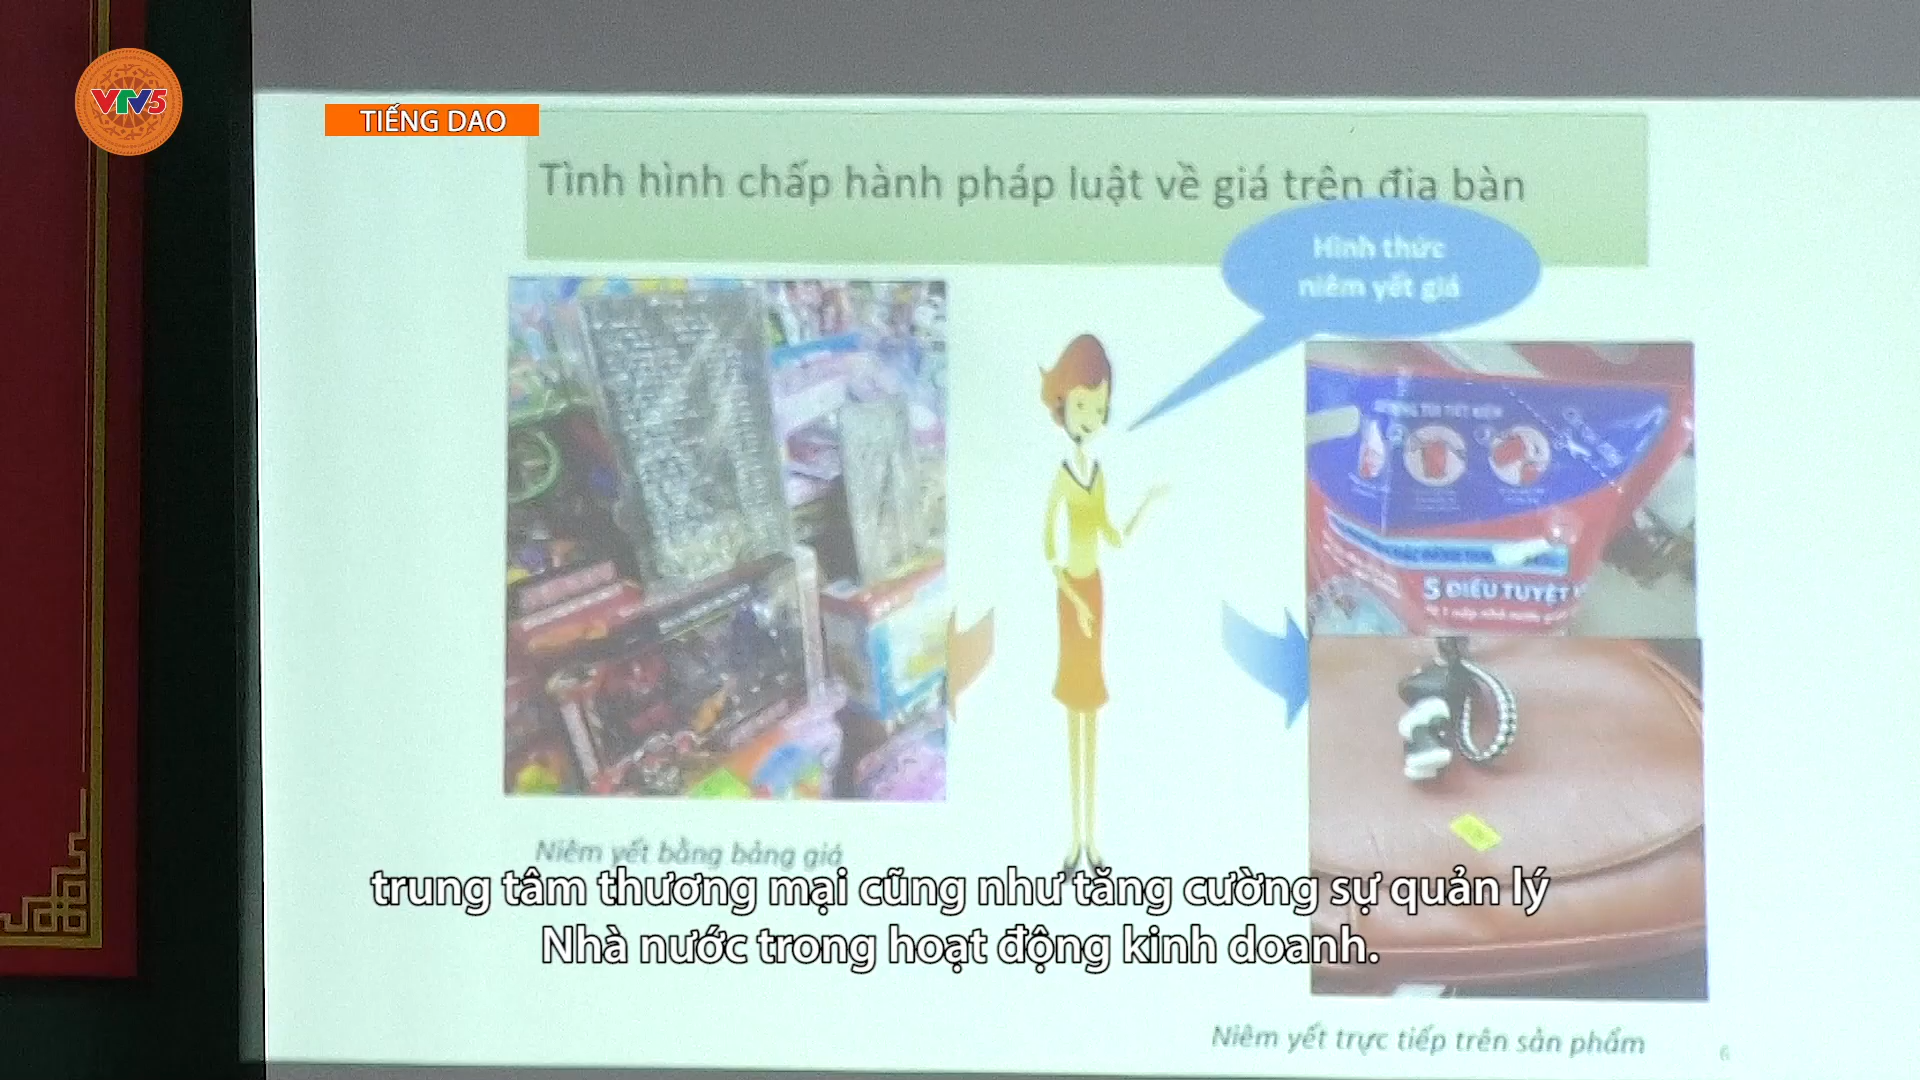 VTV5
TIẾNG DAO
Tình hình chấp hành pháp luật về giá trên địa bàn
Hình thức
niêm yết giá
5 ĐIỀU TUYỆT
Niêm yết bằng bảng giá
trung tâm thương mại cũng như tăng cường sự quản lý
Nhà nước trong hoạt động kinh doanh.
Niêm yết trực tiếp trên sản phẩm
6